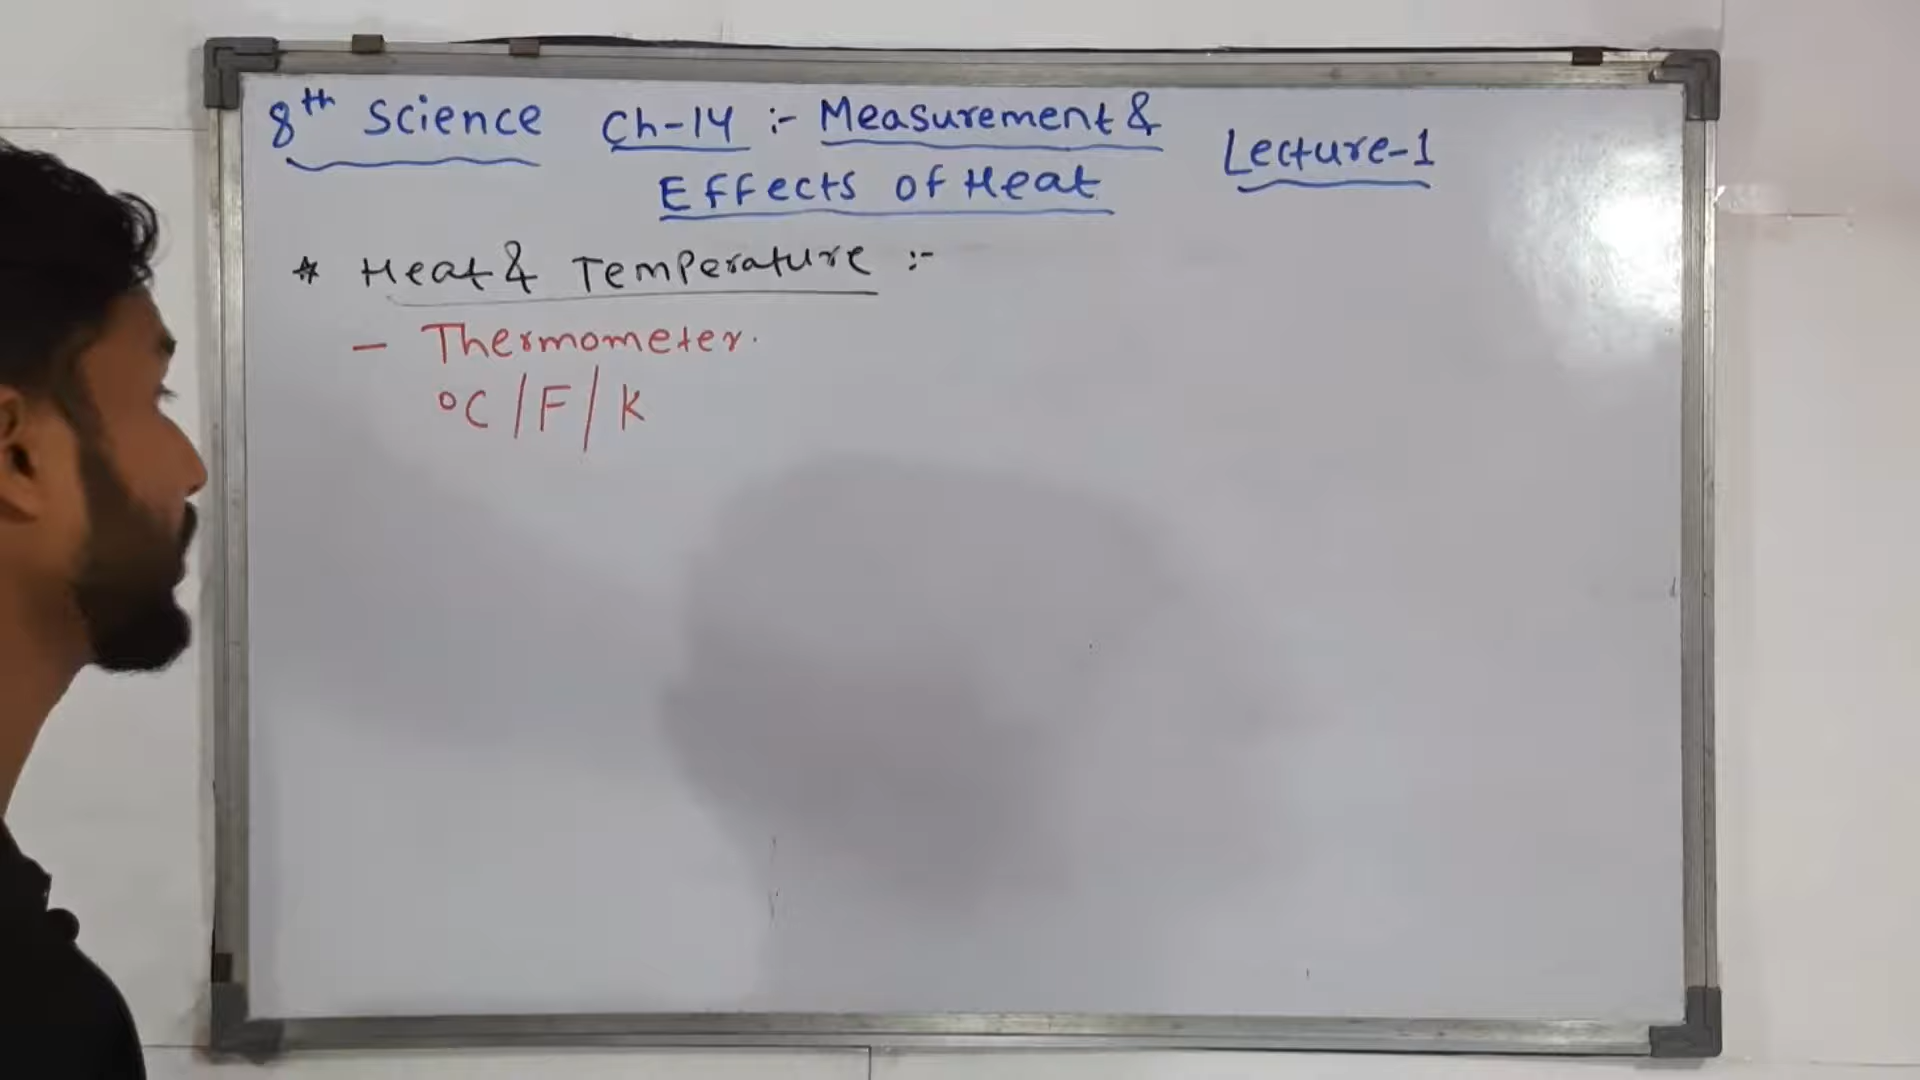 8th Science Ch-14 :- Measurement & Lecture-1
Effects of Heat
* Heat & Temperature :-
- Thermometer.
°C/F/K